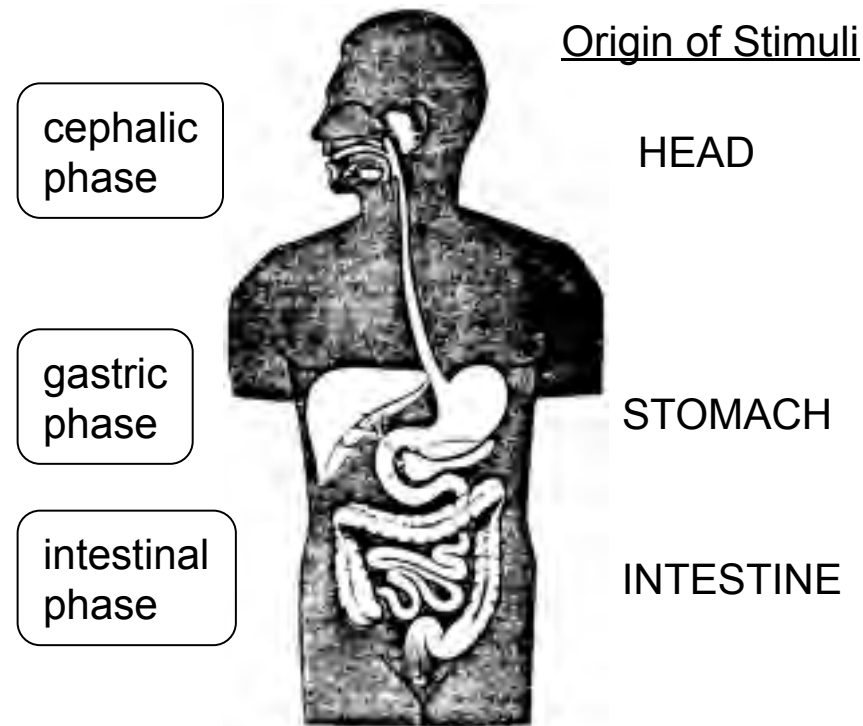 Origin of Stimuli
cephalic
phase
HEAD
gastric
phase
STOMACH
intestinal
phase
INTESTINE